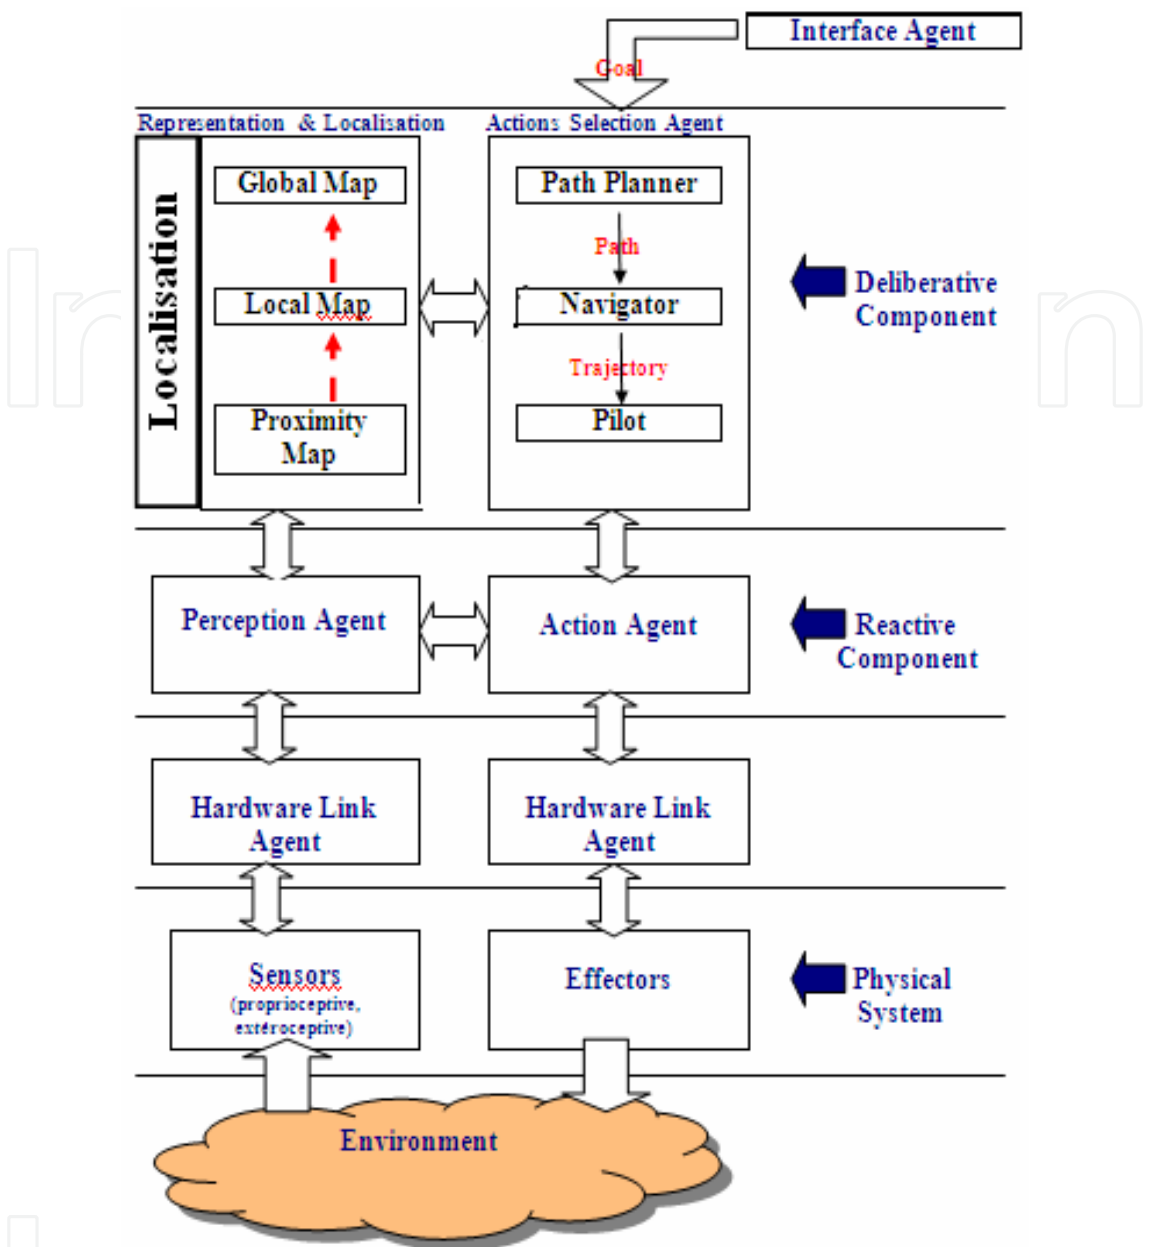 Interface Agent
Goal
Representation & Localisation
Actions Selection Agent
Localisation
Global Map
Local Map
Proximity
Map
Path Planner
Path
Navigator
Trajectory
Pilot
Deliberative
Component
Perception Agent
Action Agent
Reactive
Component
Hardware Link
Agent
Hardware Link
Agent
Sensors
(proprioceptive,
extéroceptive)
Effectors
Physical
System
Environment